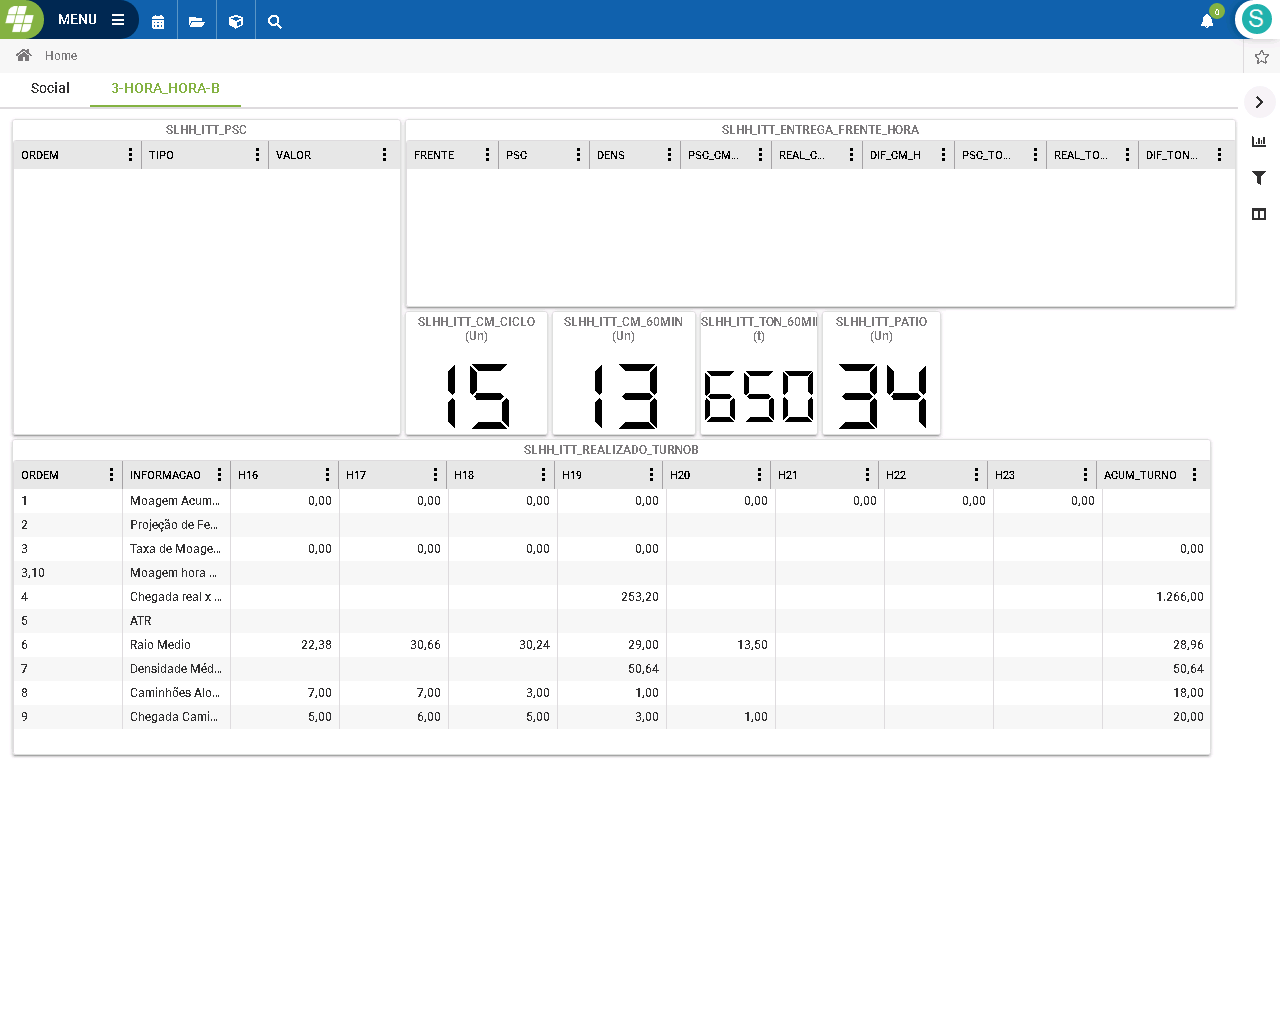 MENU
0
S
Home
Social 3-HORA_HORA-B
SLHH_ITT_PSC
ORDEM TIPO VALOR
SLHH_ITT_ENTREGA_FRENTE_HORA
FRENTE PSC DENS PSC_CM... REAL_C... DIF_CM_H PSC_TO... REAL_TO... DIF_TON...
SLHH_ITT_CM_CICLO
(Un)
15
SLHH_ITT_CM_60MIN
(Un)
13
SLHH_ITT_TON_60MI
(t)
650
SLHH_ITT_PATIO
(Un)
34
SLHH_ITT_REALIZADO_TURNOB
ORDEM INFORMACAO H16 H17 H18 H19 H20 H21 H22 H23 ACUM_TURNO
1 Moagem Acum... 0,00 0,00 0,00 0,00 0,00 0,00 0,00 0,00
2 Projeção de Fe...
3 Taxa de Moage... 0,00 0,00 0,00 0,00 0,00
3,10 Moagem hora ...
4 Chegada real x ... 253,20 1.266,00
5 ATR
6 Raio Medio 22,38 30,66 30,24 29,00 13,50 28,96
7 Densidade Méd... 50,64 50,64
8 Caminhões Alo... 7,00 7,00 3,00 1,00 18,00
9 Chegada Cami... 5,00 6,00 5,00 3,00 1,00 20,00